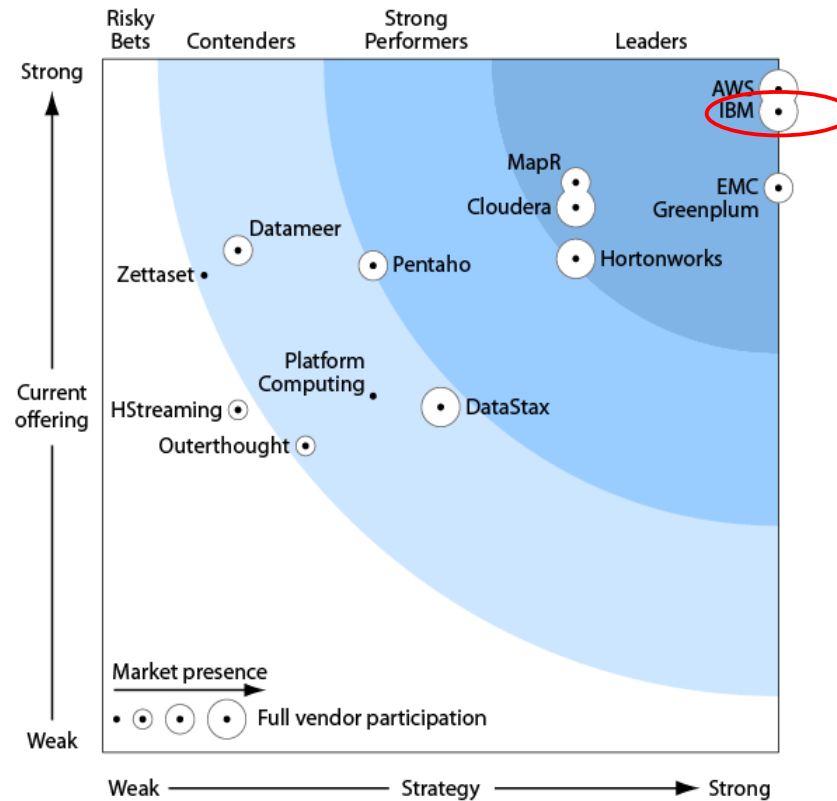 Risky
Bets
Contenders
Strong
Performers
Leaders
Strong
AWS
IBM
MapR
EMC
Greenplum
Cloudera
Datameer
Pentaho
Hortonworks
Zettaset
Platform
Computing
Current
offering
HStreaming
DataStax
Outerthought
Market presence
Full vendor participation
Weak
Weak
Strategy
Strong